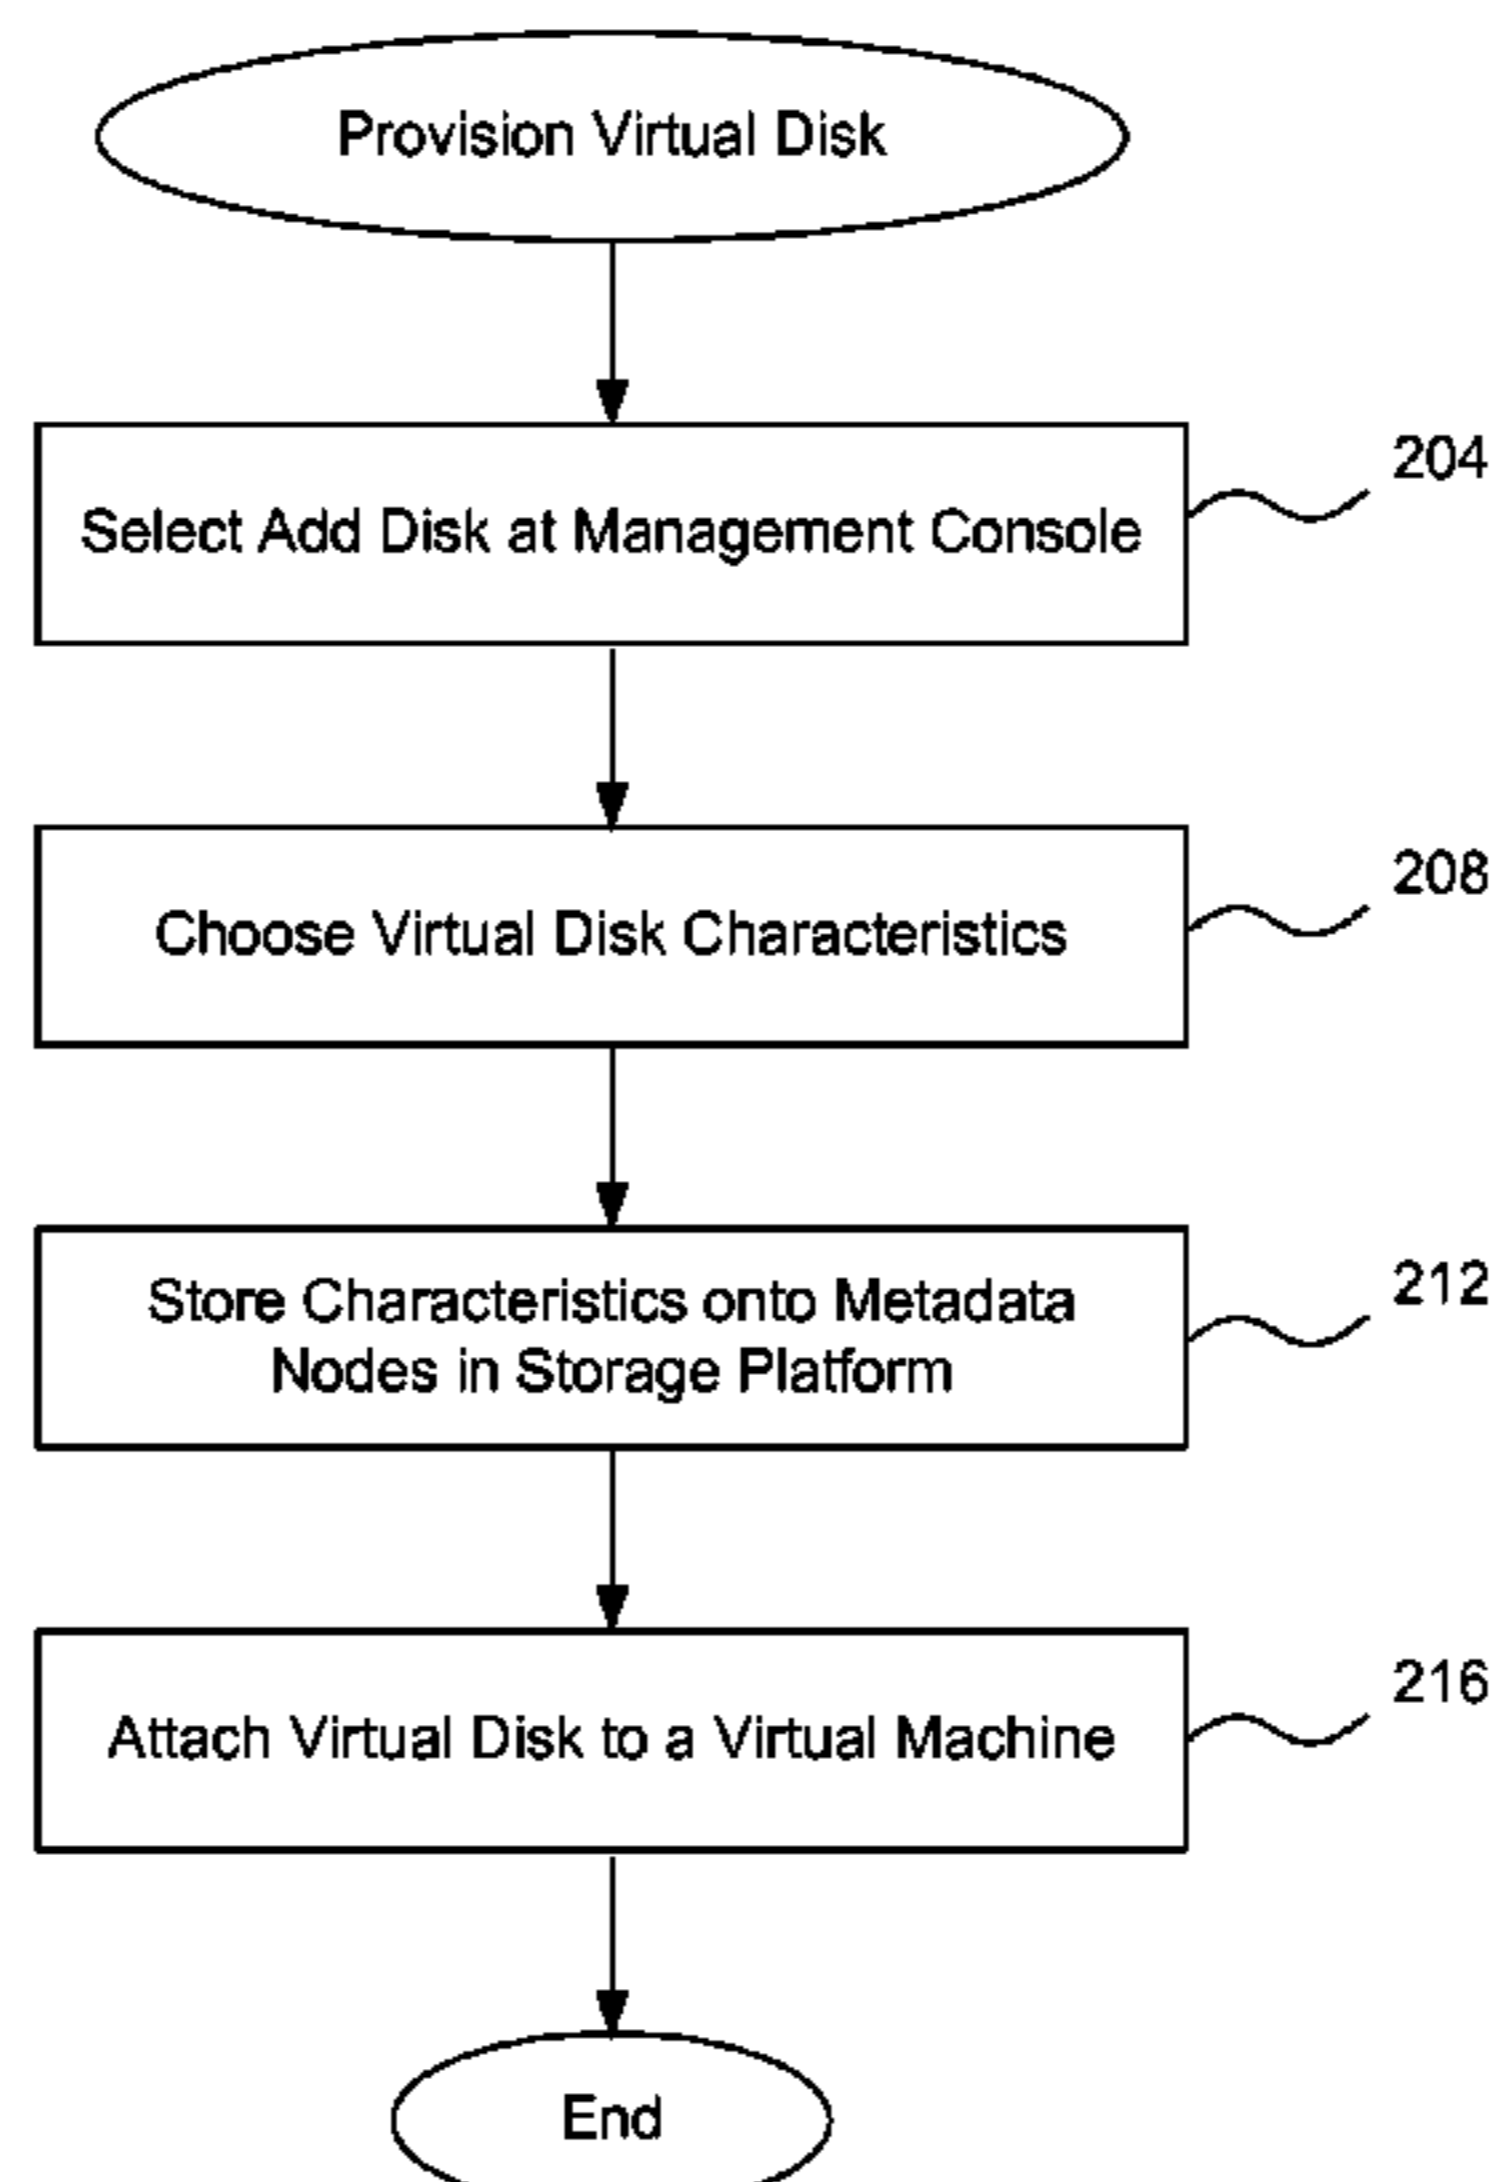 Provision Virtual Disk
204
Select Add Disk at Management Console
208
Choose Virtual Disk Characteristics
212
Store Characteristics onto Metadata
Nodes in Storage Platform
216
Attach Virtual Disk to a Virtual Machine
End